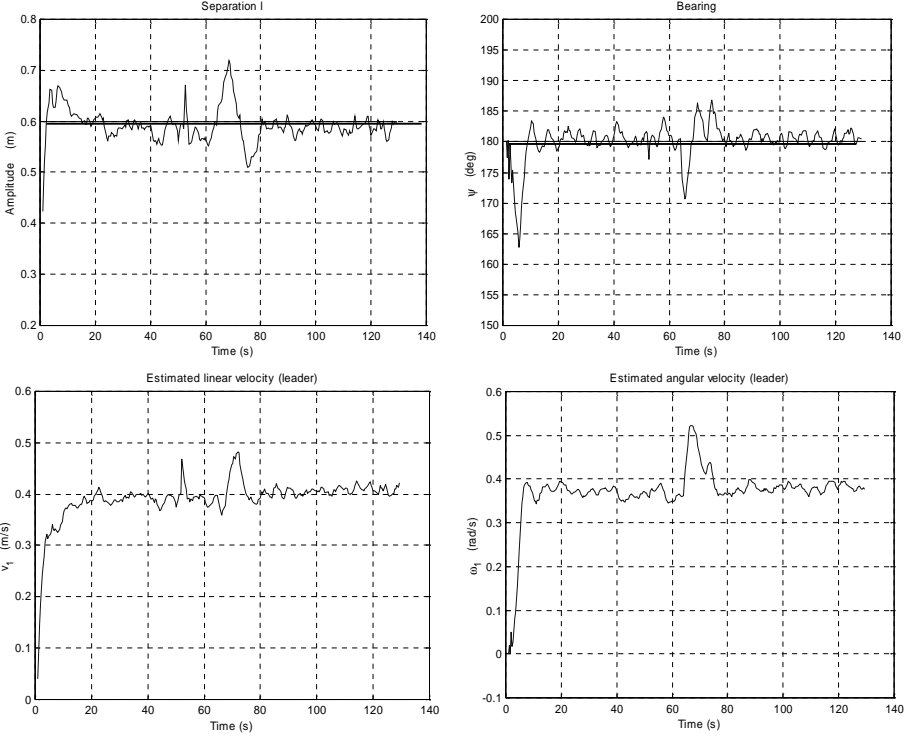 Separation l
0.8
0.7
0.6
0.5
0.4
0.3
0.2
Amplitude (m)
0 20 40 60 80 100 120 140
Time (s)
Bearing
200
195
190
185
180
175
170
165
160
155
150
ψ (deg)
0 20 40 60 80 100 120 140
Time (s)
Estimated linear velocity (leader)
0.6
0.5
0.4
0.3
0.2
0.1
0
v₁ (m/s)
0 20 40 60 80 100 120 140
Time (s)
Estimated angular velocity (leader)
0.6
0.5
0.4
0.3
0.2
0.1
0
-0.1
ω₁ (rad/s)
0 20 40 60 80 100 120 140
Time (s)